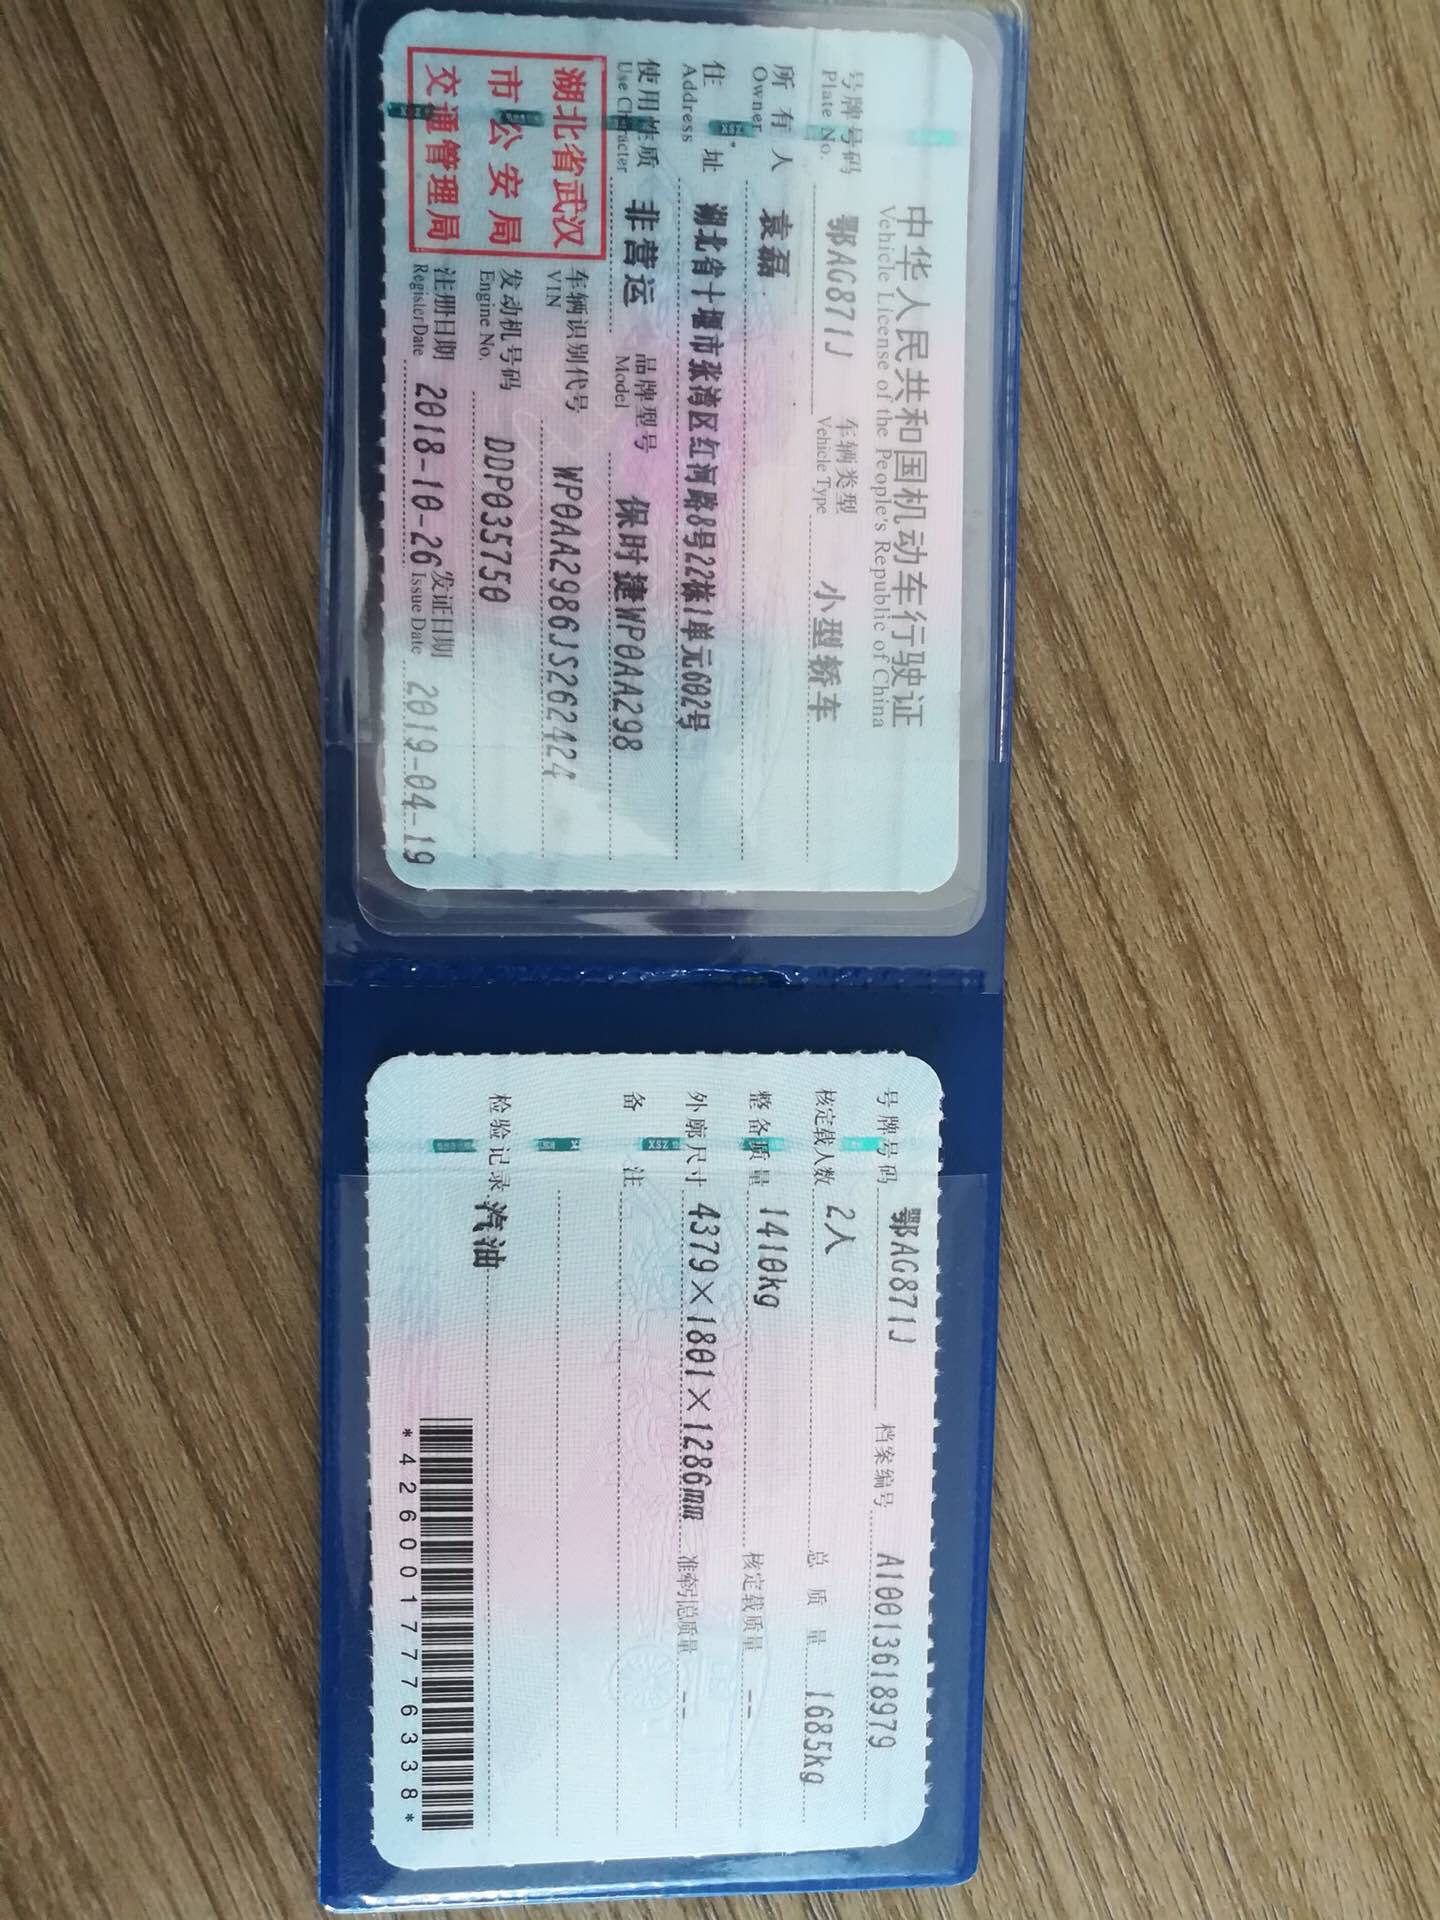 中华人民共和国机动车行驶证
Vehicle License of the People's Republic of China
号牌号码 鄂AG871J 车辆类型 小型轿车
Plate No. Vehicle Type
所有人 袁磊
Owner
住址 湖北省十堰市张湾区红河路8号22栋1单元602号
Address
使用性质 非营运 品牌型号 保时捷WP0AA298
Use Character Model
湖北省武汉
市公安局
交通管理局
车辆识别代号 WP0AA2986JS262424
VIN
发动机号码 DDP035750
Engine No.
注册日期 2018-10-26 发证日期 2019-04-19
Register Date Issue Date
号牌号码 鄂AG871J 档案编号 A10013618979
核定载人数 2人 总质量 1685kg
整备质量 1410kg 核定载质量 --
外廓尺寸 4379×1801×1286mm 准牵引总质量 --
备注
检验记录 汽油
*4260017776338*